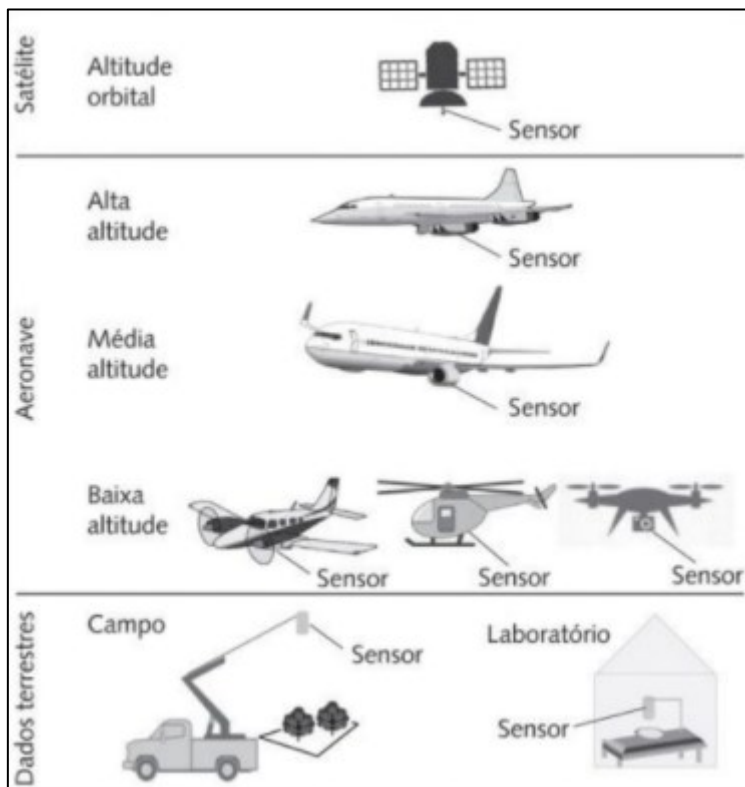 Satélite
Altitude
orbital
Sensor
Aeronave
Alta
altitude
Sensor
Média
altitude
Sensor
Baixa
altitude
Sensor
Sensor
Sensor
Dados terrestres
Campo
Sensor
Laboratório
Sensor